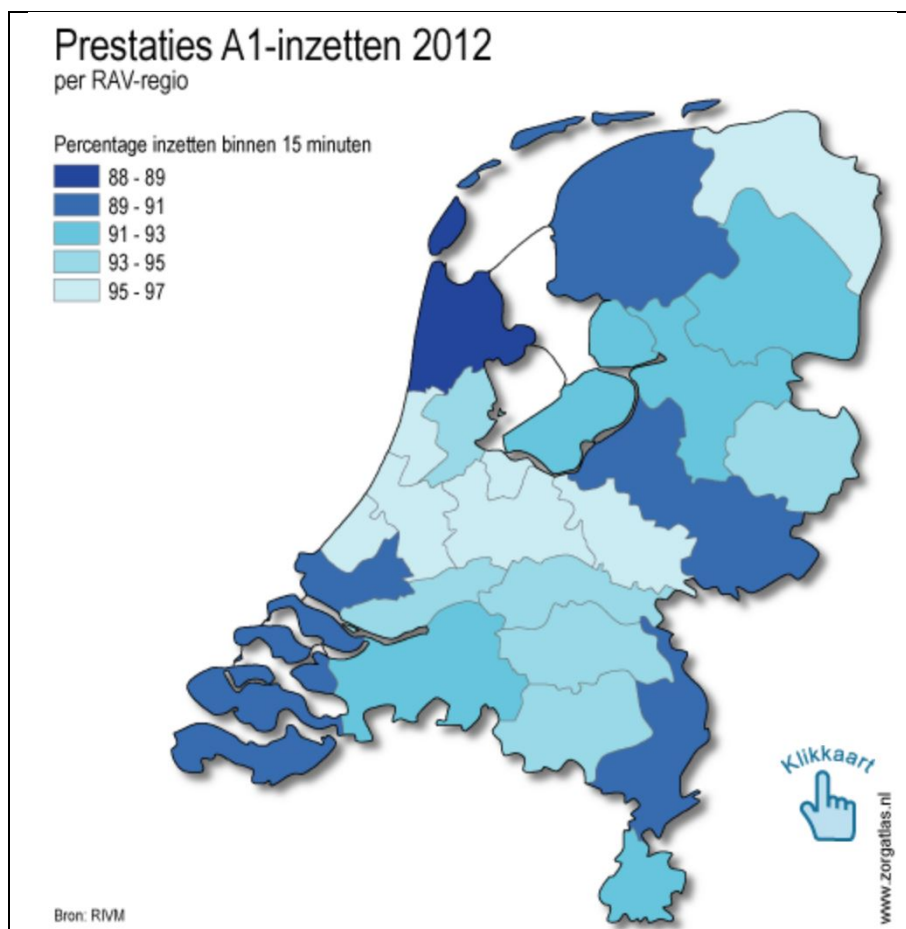 Prestaties A1-inzetten 2012
per RAV-regio
Percentage inzetten binnen 15 minuten
88 - 89
89 - 91
91 - 93
93 - 95
95 - 97
Klikkaart
www.zorgatlas.nl
Bron: RIVM